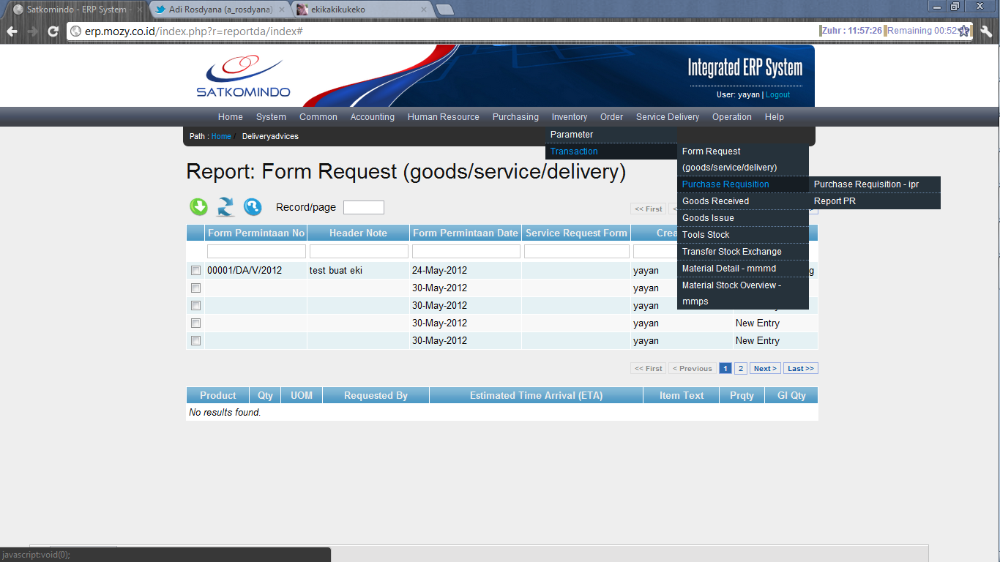 Satkomindo - ERP System -
Adi Rosdyana (a_rosdyana)
ekikakikukeko
erp.mozy.co.id/index.php?r=reportda/index#
Zuhr : 11:57:26
Remaining 00:52
SATKOMINDO
Integrated ERP System
User: yayan | Logout
Home System Common Accounting Human Resource Purchasing Inventory Order Service Delivery Operation Help
Path : Home / Deliveryadvices
Parameter
Transaction
Form Request
(goods/service/delivery)
Purchase Requisition
Goods Received
Goods Issue
Tools Stock
Transfer Stock Exchange
Material Detail - mmmd
Material Stock Overview -
mmps
Purchase Requisition - ipr
Report PR
Report: Form Request (goods/service/delivery)
Record/page
<< First
Form Permintaan No Header Note Form Permintaan Date Service Request Form
00001/DA/V/2012 test buat eki 24-May-2012 yayan
30-May-2012 yayan
30-May-2012 yayan
30-May-2012 yayan New Entry
30-May-2012 yayan New Entry
<< First < Previous 1 2 Next > Last >>
Product Qty UOM Requested By Estimated Time Arrival (ETA) Item Text Prqty GI Qty
No results found.
javascript:void(0);